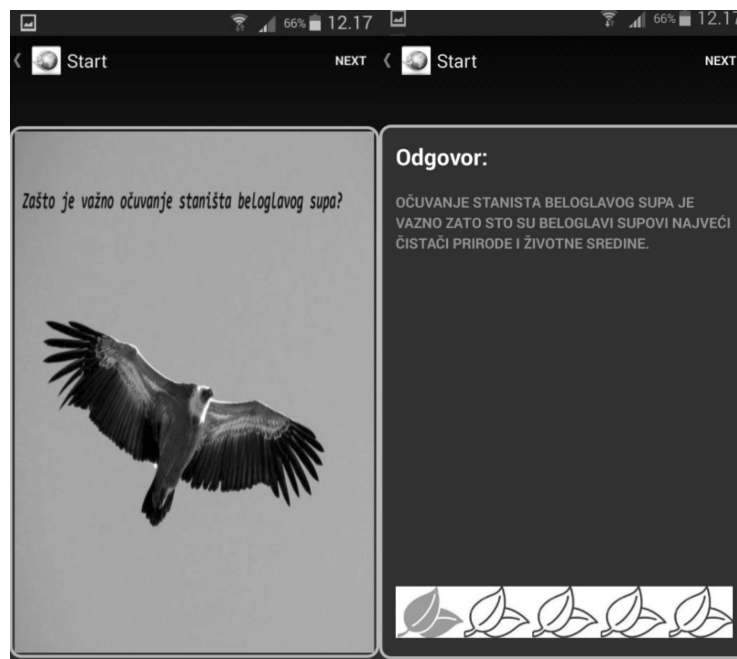 66% 12.17
Start NEXT
Zašto je važno očuvanje staništa beloglavog supa?
66% 12.17
Start NEXT
Odgovor:
OČUVANJE STANISTA BELOGLAVOG SUPA JE
VAZNO ZATO STO SU BELOGLAVI SUPOVI NAJVEĆI
ČISTAČI PRIRODE I ŽIVOTNE SREDINE.